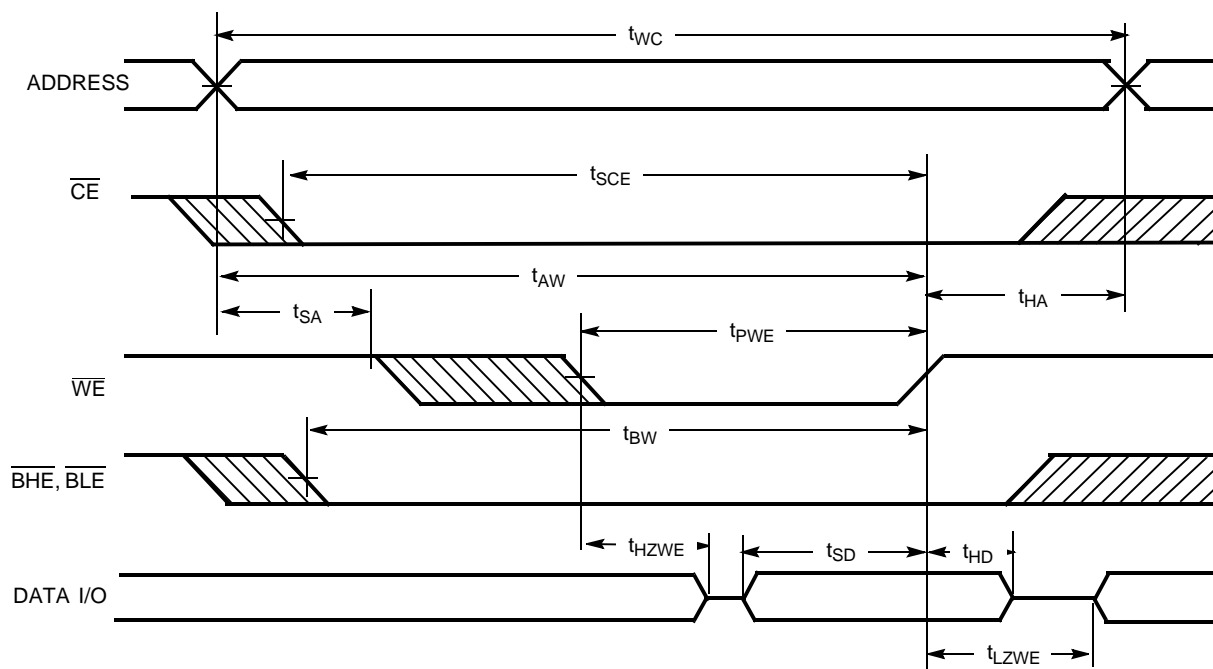 tWC
ADDRESS
tSCE
CE
tAW
tSA
tHA
tPWE
WE
tBW
BHE, BLE
tHZWE
tSD
tHD
DATA I/O
tLZWE